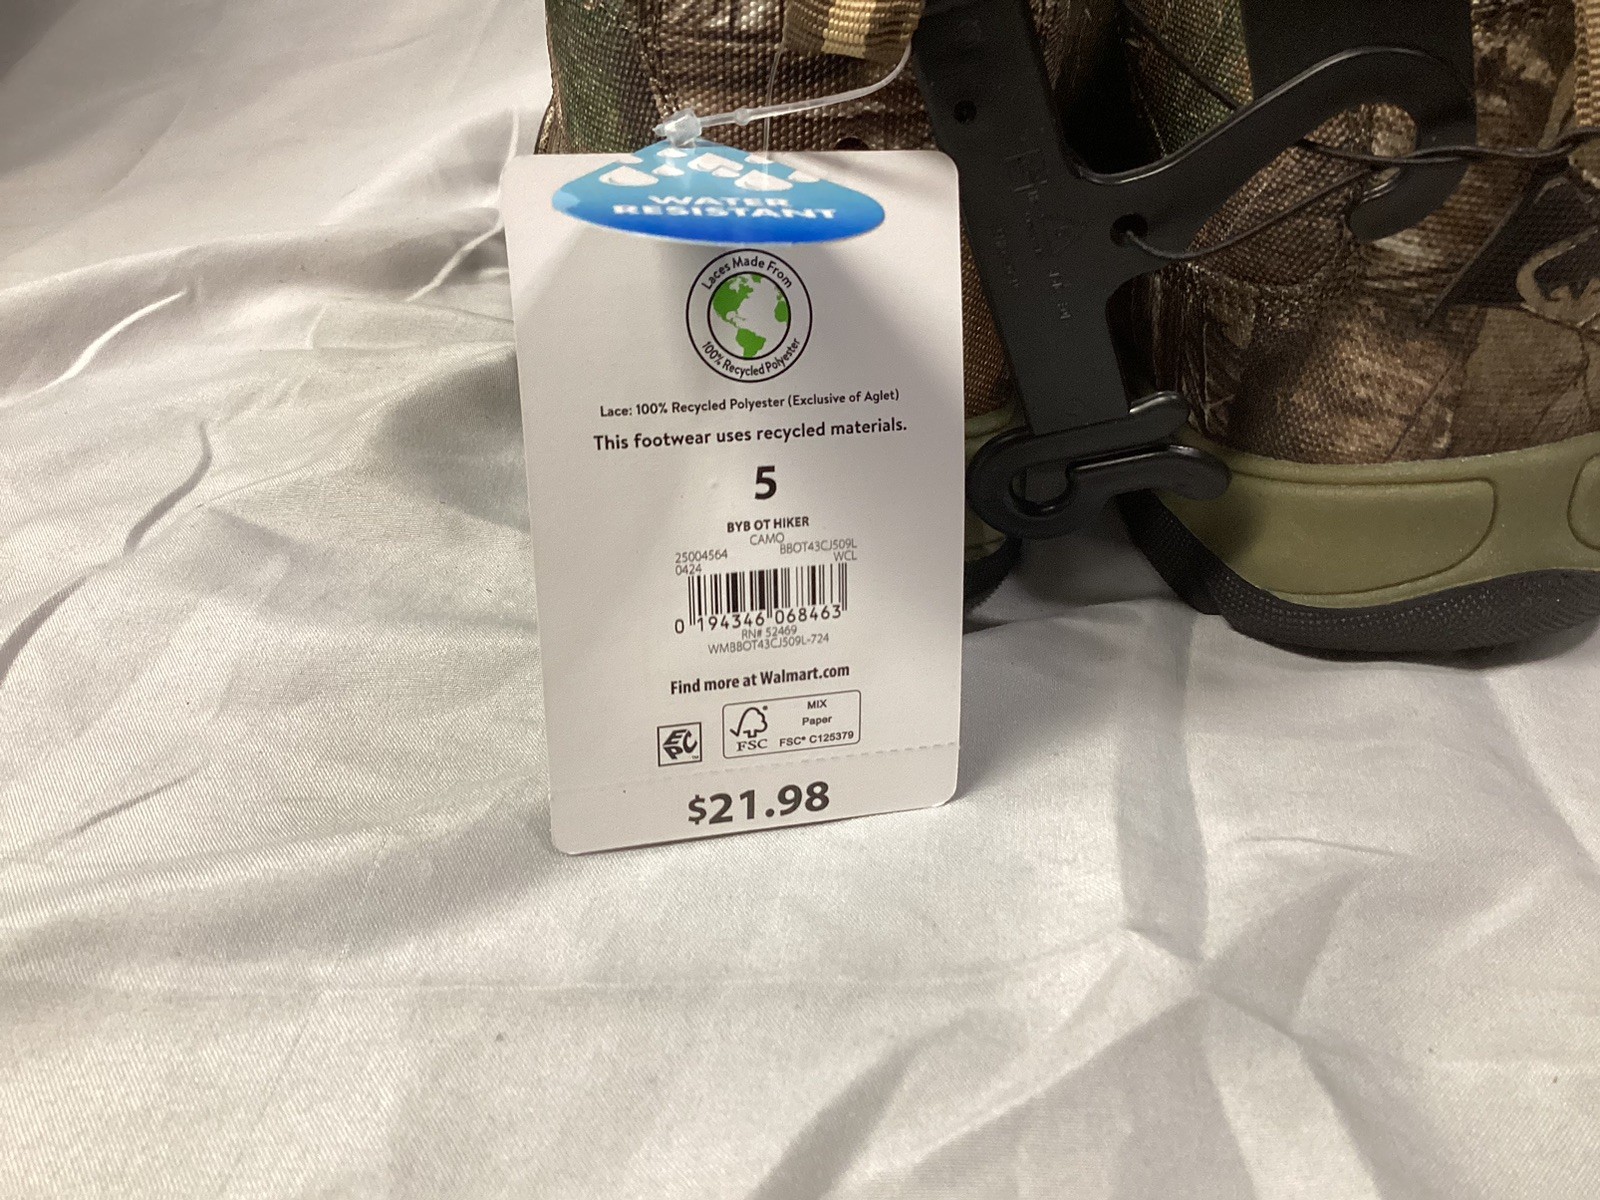 WATER
RESISTANT
Laces Made From
100% Recycled Polyester
Lace: 100% Recycled Polyester (Exclusive of Aglet)
This footwear uses recycled materials.
5
BYB OT HIKER
CAMO
25004564 BBOT43CJ509L
0424 WCL
0 194346 068463
RN# 52469
WMBBOT43CJ509L-724
Find more at Walmart.com
EPC
MIX
Paper
FSC FSC® C125379
$21.98